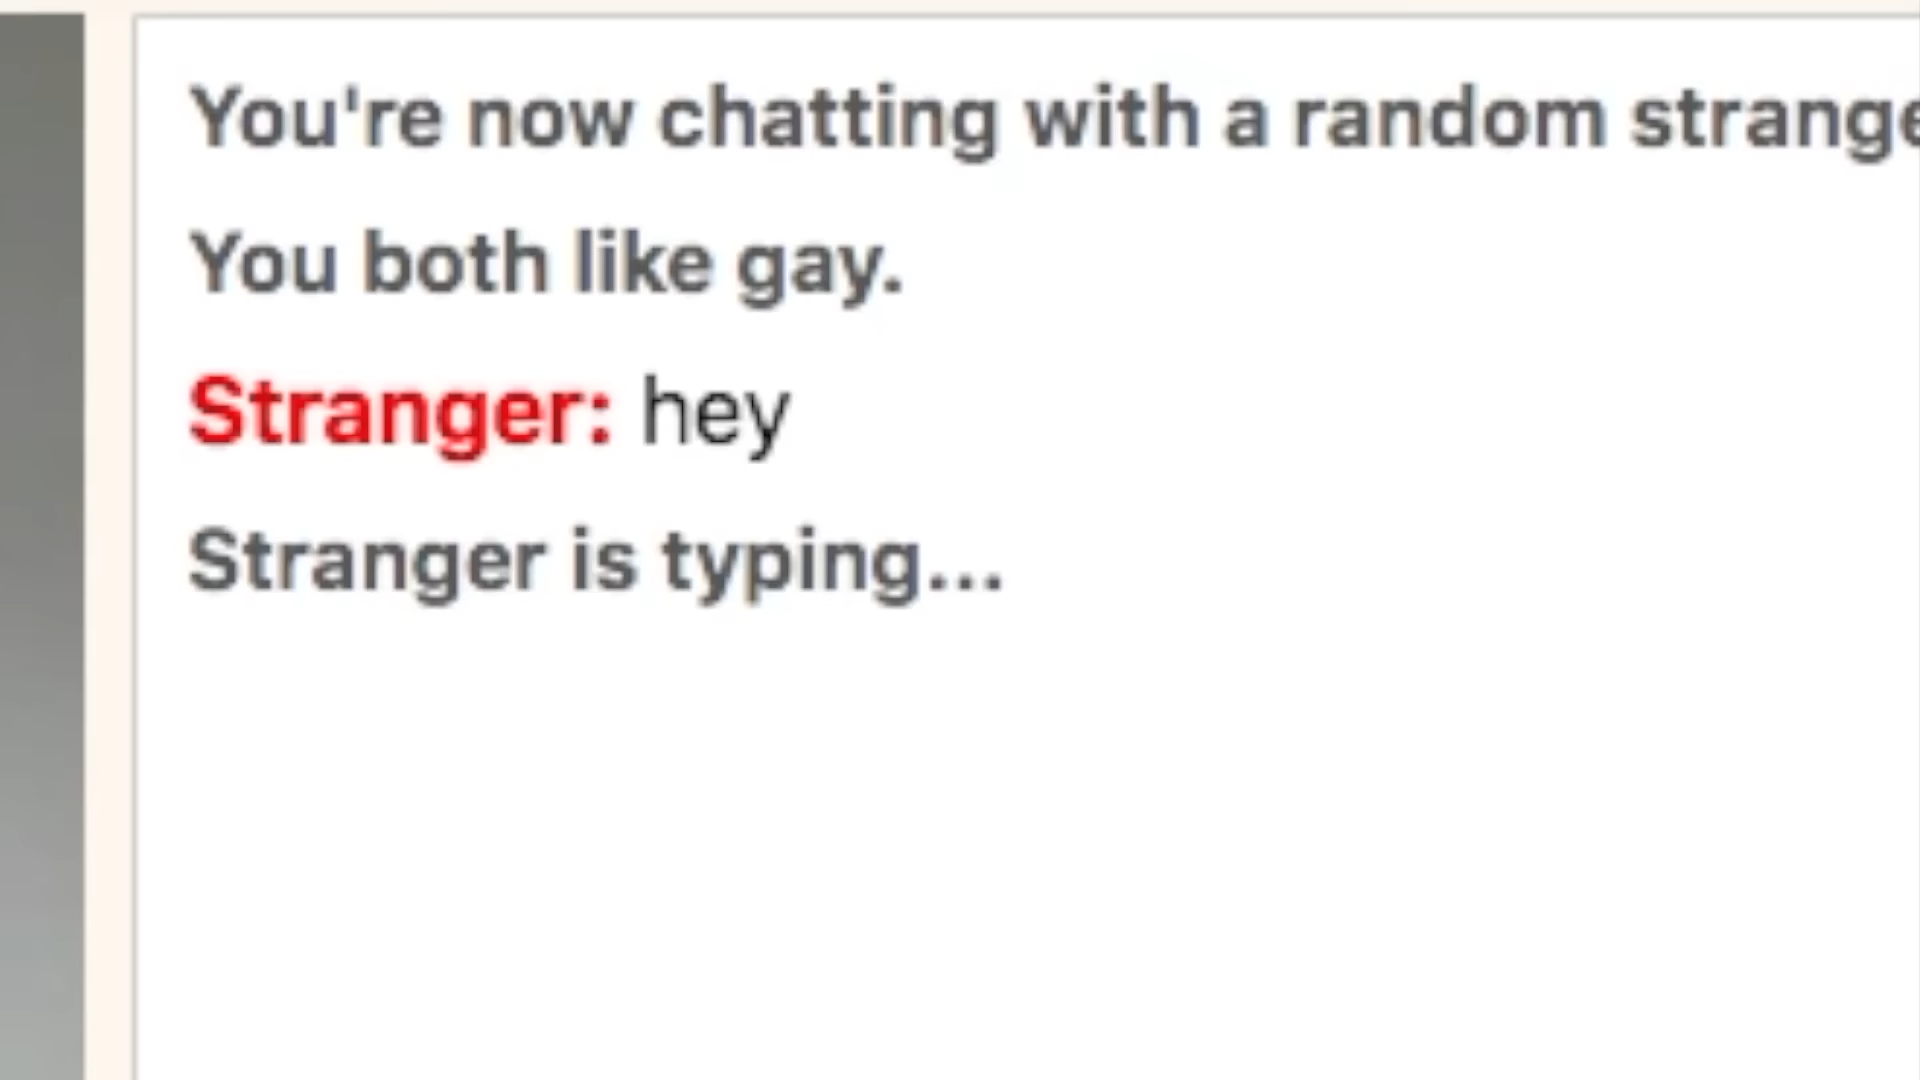 You're now chatting with a random strange
You both like gay.
Stranger: hey
Stranger is typing...